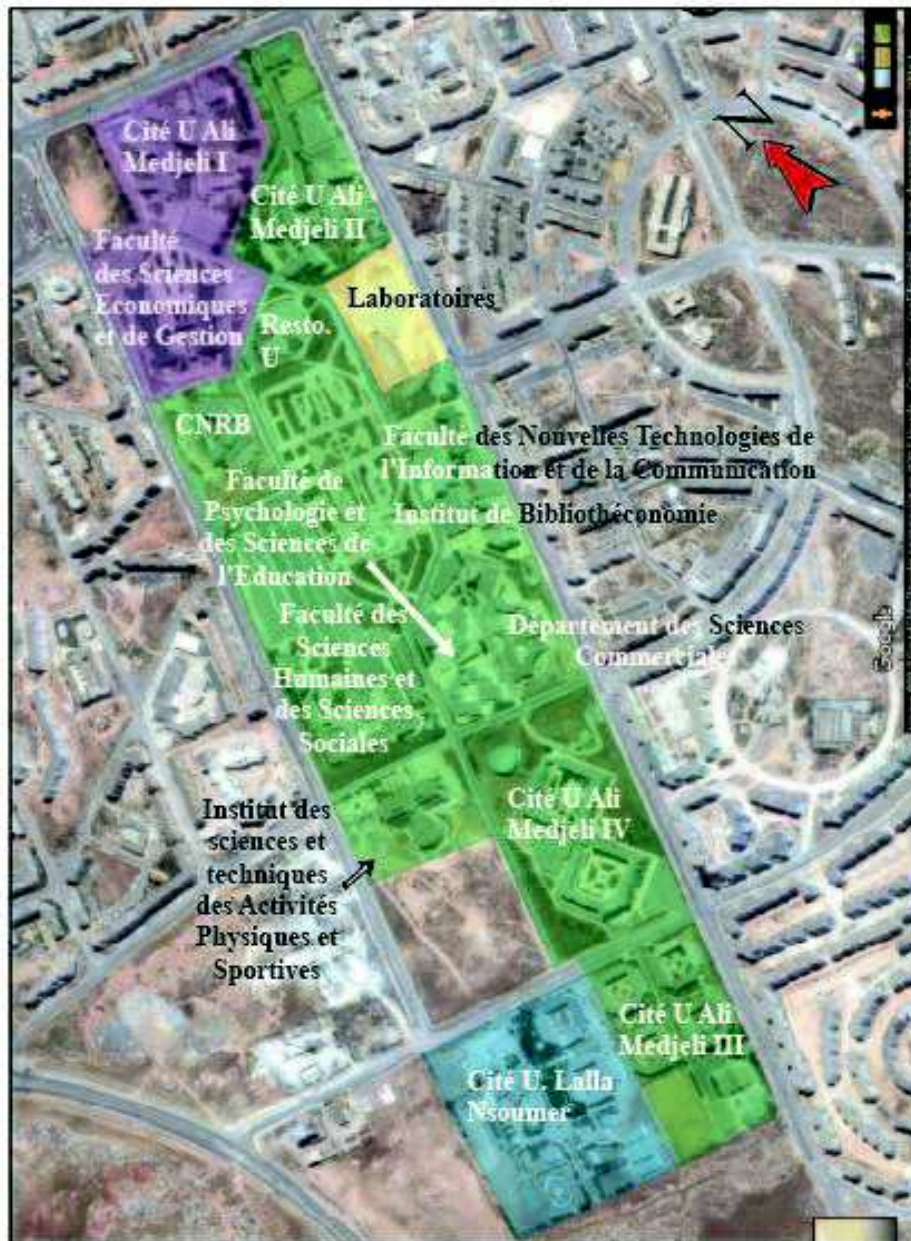 N
Cité U Ali
Medjeli I
Cité U Ali
Medjeli II
Faculté
des Sciences
Economiques
et de Gestion
Laboratoires
Resto.
U
CNRB
Faculté des Nouvelles Technologies de
l'Information et de la Communication
Faculté de
Psychologie et
des Sciences de
l'Education
Institut de Bibliothéconomie
Faculté des
Sciences
Humaines et
des Sciences
Sociales
Département des Sciences
Commerciales
Google
Cité U Ali
Medjeli IV
Institut des
sciences et
techniques
des Activités
Physiques et
Sportives
Cité U Ali
Medjeli III
Cité U. Lalla
Nsoumer